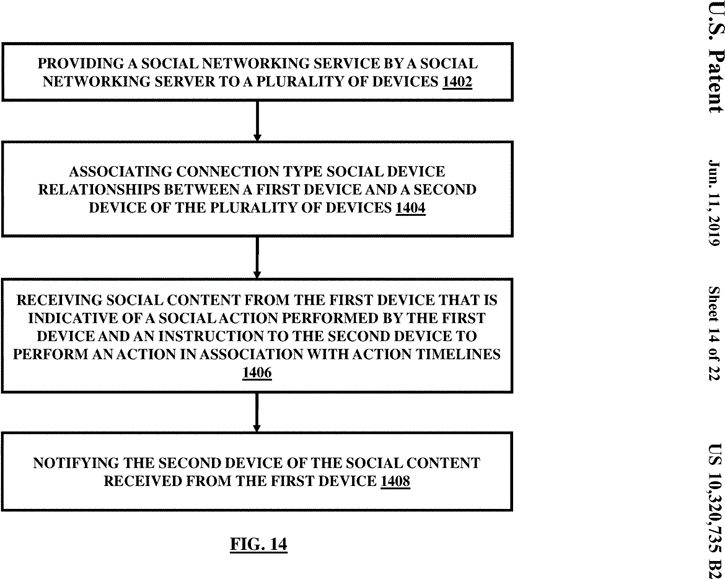 U.S. Patent
Jun. 11, 2019
Sheet 14 of 22
US 10,320,735 B2
PROVIDING A SOCIAL NETWORKING SERVICE BY A SOCIAL
NETWORKING SERVER TO A PLURALITY OF DEVICES 1402
ASSOCIATING CONNECTION TYPE SOCIAL DEVICE
RELATIONSHIPS BETWEEN A FIRST DEVICE AND A SECOND
DEVICE OF THE PLURALITY OF DEVICES 1404
RECEIVING SOCIAL CONTENT FROM THE FIRST DEVICE THAT IS
INDICATIVE OF A SOCIAL ACTION PERFORMED BY THE FIRST
DEVICE AND AN INSTRUCTION TO THE SECOND DEVICE TO
PERFORM AN ACTION IN ASSOCIATION WITH ACTION TIMELINES
1406
NOTIFYING THE SECOND DEVICE OF THE SOCIAL CONTENT
RECEIVED FROM THE FIRST DEVICE 1408
FIG. 14